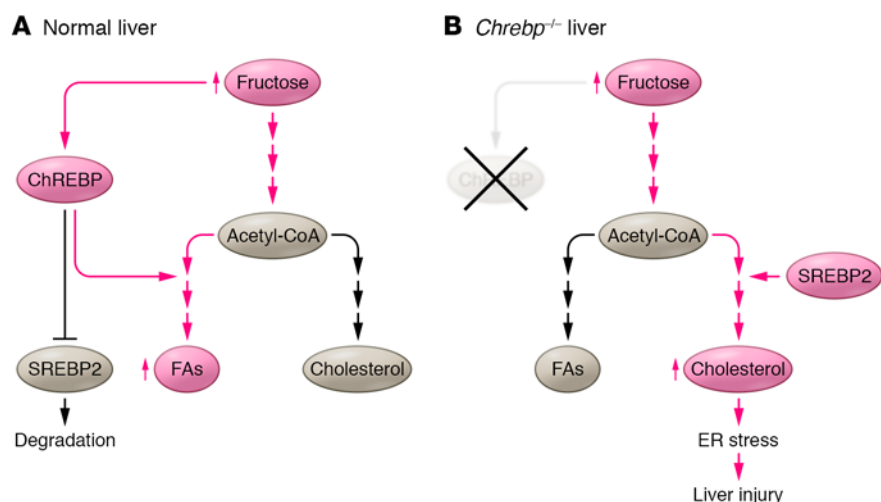 A Normal liver
Fructose
ChREBP
Acetyl-CoA
SREBP2
FAs
Cholesterol
Degradation
B Chrebp–/– liver
Fructose
ChREBP
Acetyl-CoA
SREBP2
FAs
Cholesterol
ER stress
Liver injury